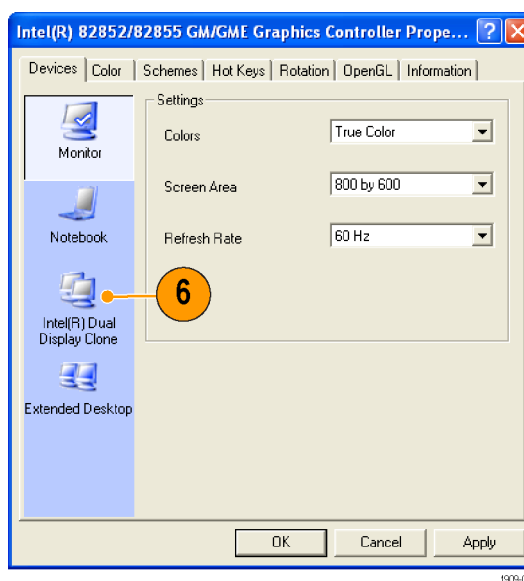 Intel(R) 82852/82855 GM/GME Graphics Controller Prope...
Devices Color Schemes Hot Keys Rotation OpenGL Information
Monitor
Notebook
Intel(R) Dual
Display Clone
Extended Desktop
Settings
Colors True Color
Screen Area 800 by 600
Refresh Rate 60 Hz
6
OK Cancel Apply